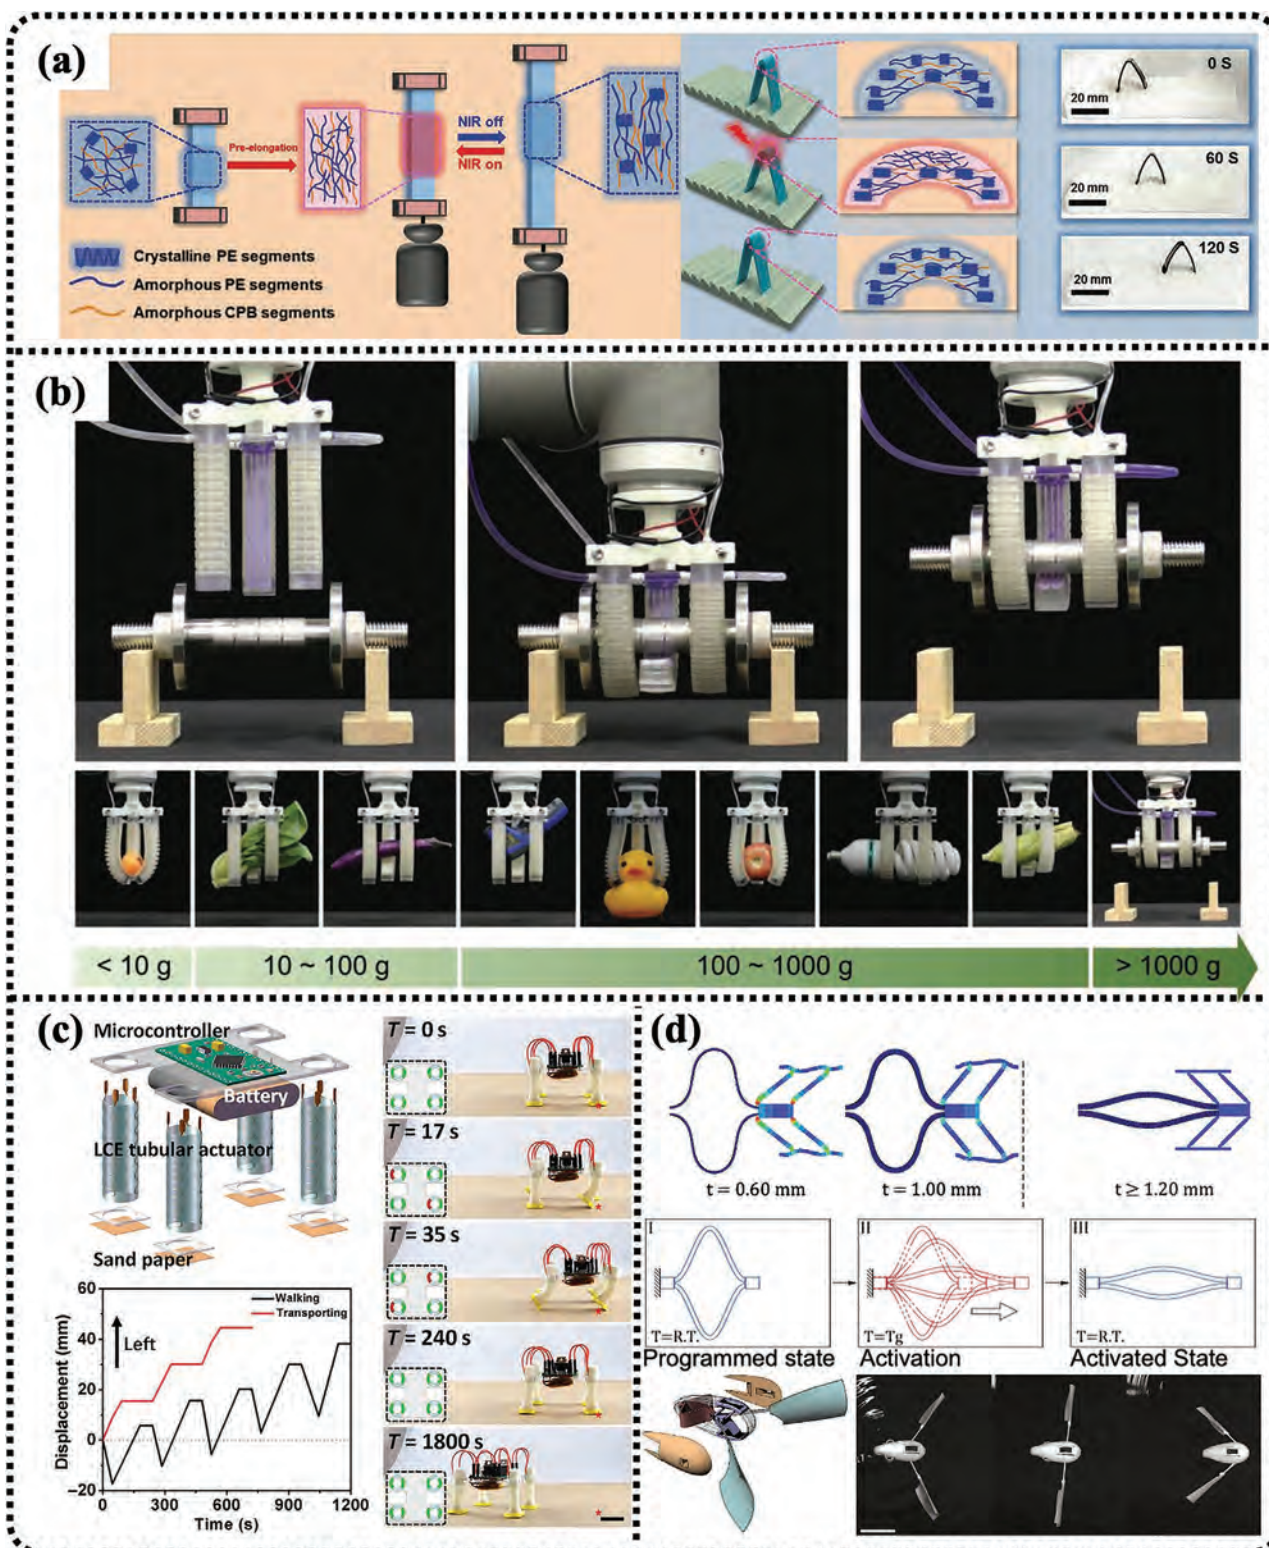 (a)
Pre-elongation
NIR off
NIR on
Crystalline PE segments
Amorphous PE segments
Amorphous CPB segments
0 S
20 mm
60 S
20 mm
120 S
20 mm
(b)
< 10 g
10 ~ 100 g
100 ~ 1000 g
> 1000 g
(c)
Microcontroller
Battery
LCE tubular actuator
Sand paper
60
40
20
0
−20
Displacement (mm)
Left
Walking
Transporting
0
300
600
900
1200
Time (s)
T = 0 s
T = 17 s
T = 35 s
T = 240 s
T = 1800 s
(d)
t = 0.60 mm
t = 1.00 mm
t ≥ 1.20 mm
I
T=R.T.
II
T=Tg
III
T=R.T.
Programmed state
Activation
Activated State